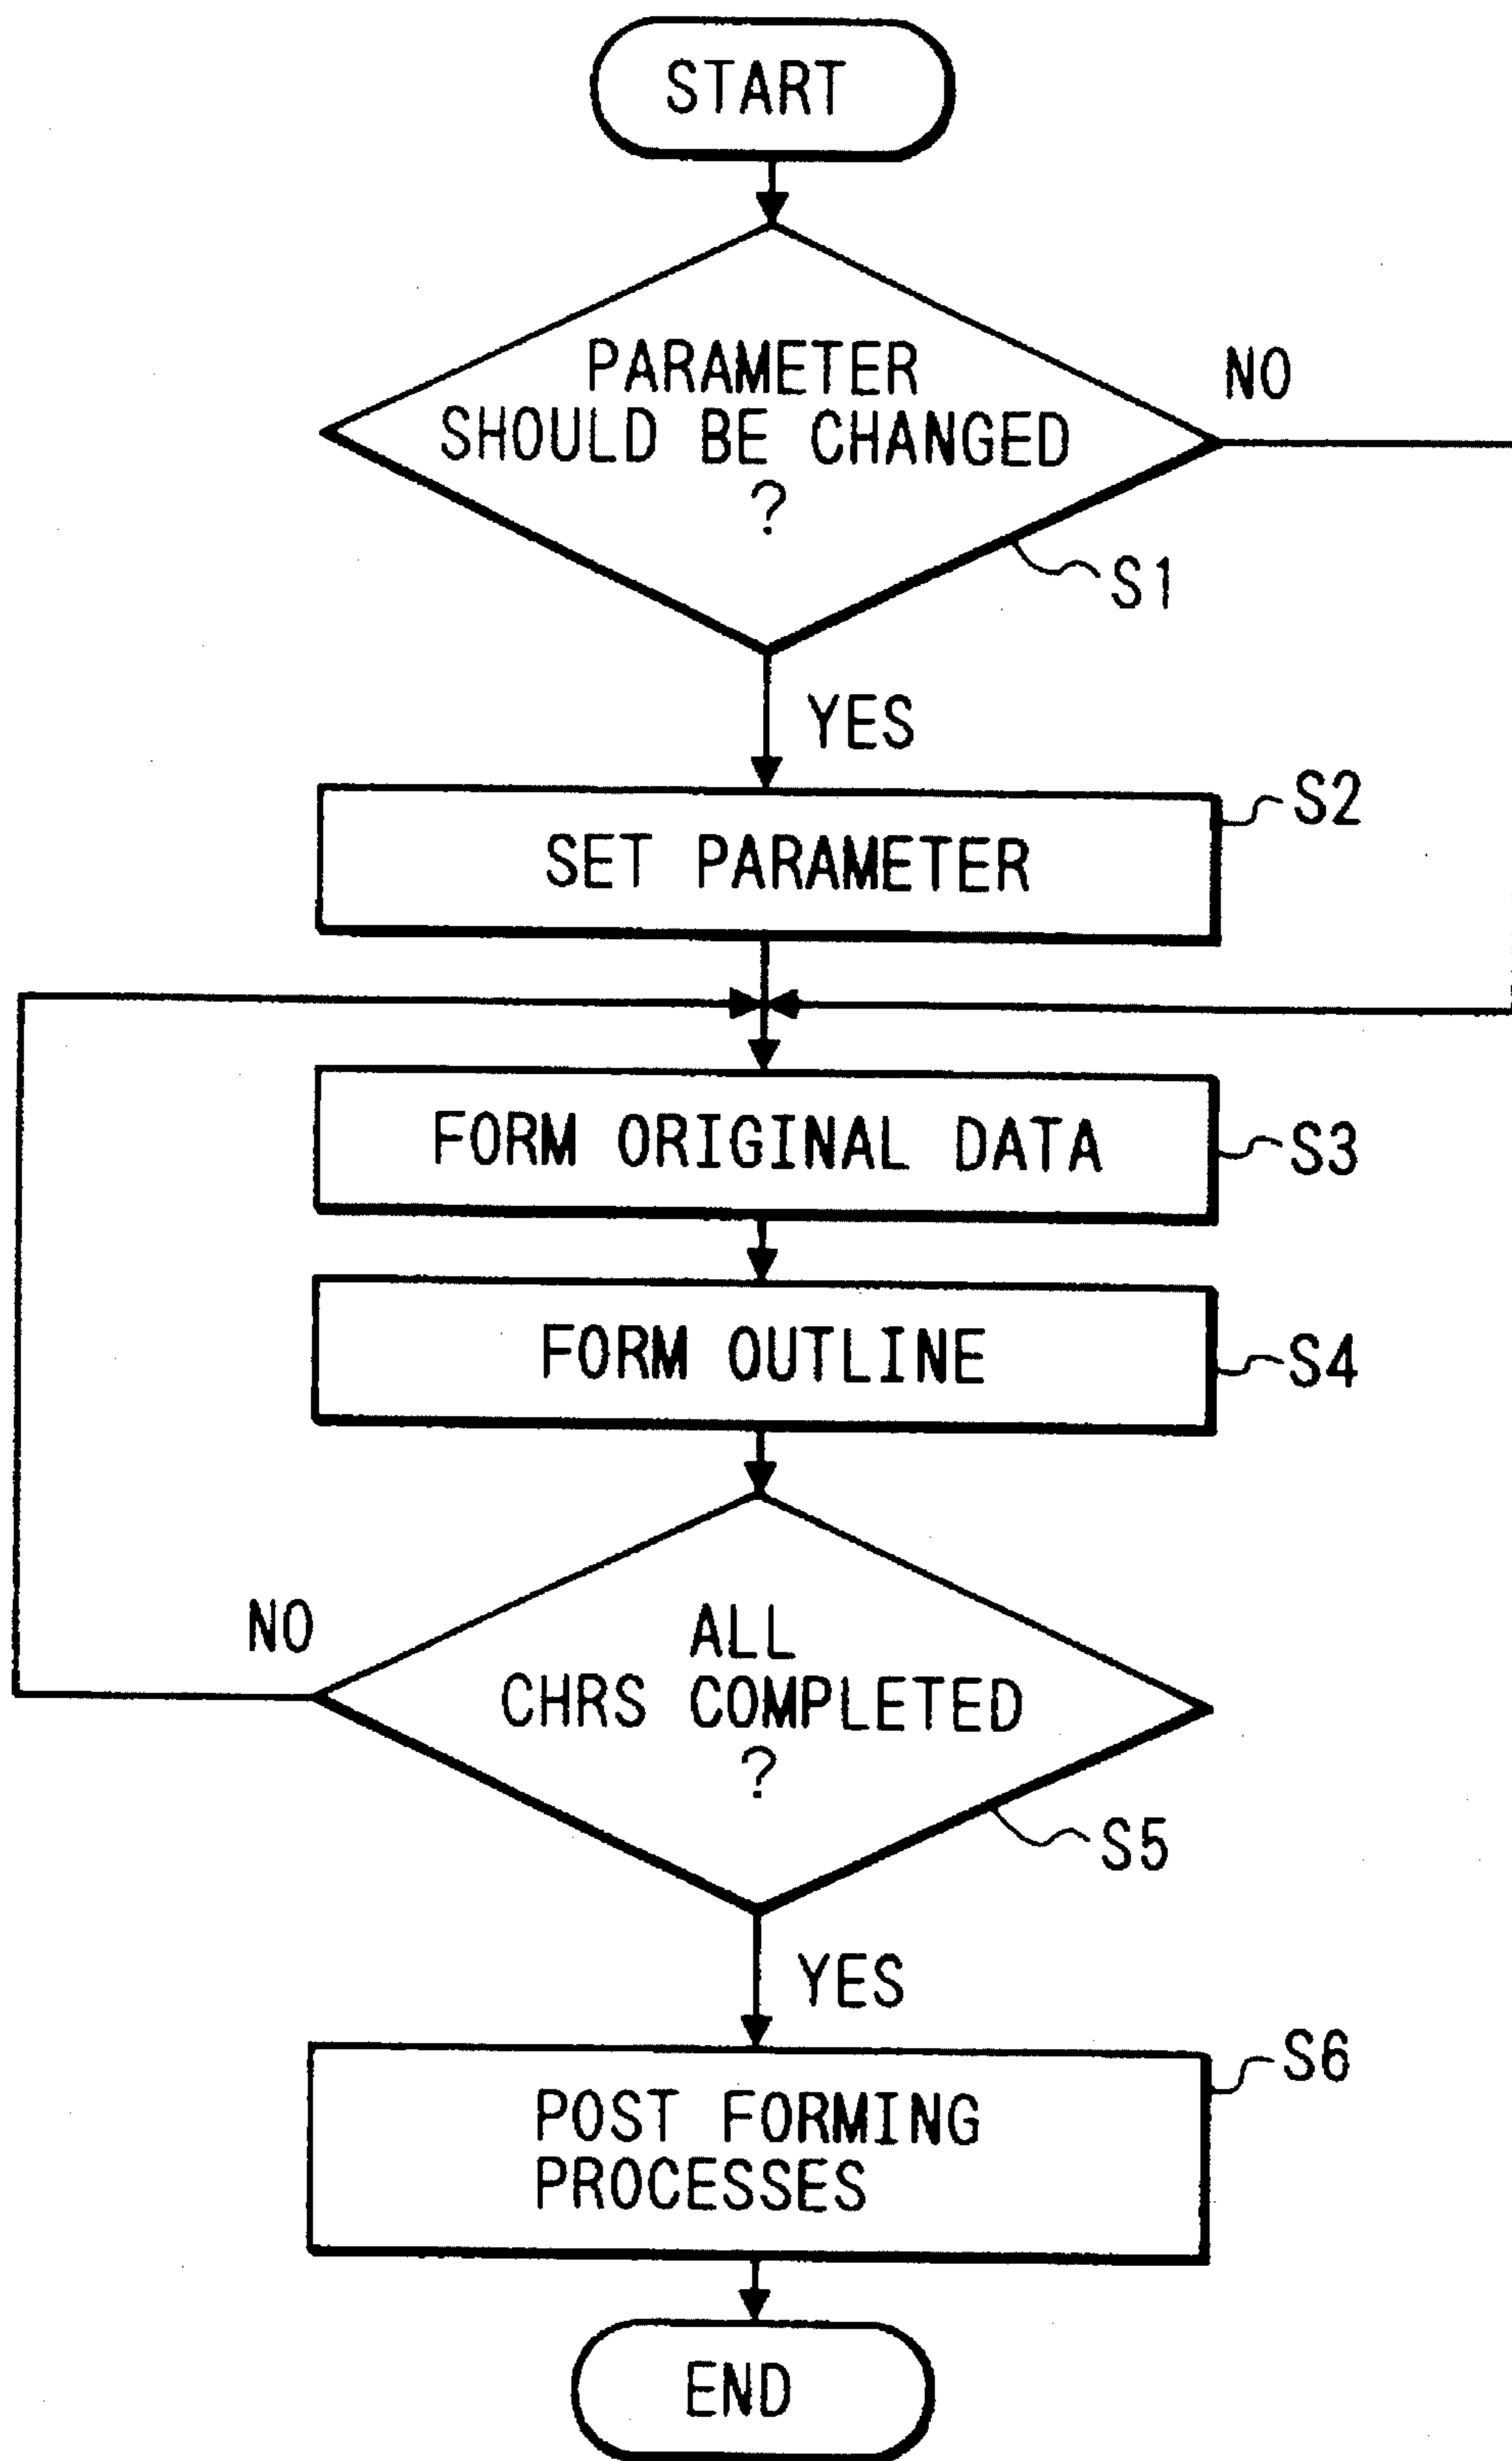 START
PARAMETER
SHOULD BE CHANGED
?
NO
S1
YES
S2
SET PARAMETER
FORM ORIGINAL DATA
S3
FORM OUTLINE
S4
NO
ALL
CHRS COMPLETED
?
S5
YES
S6
POST FORMING
PROCESSES
END